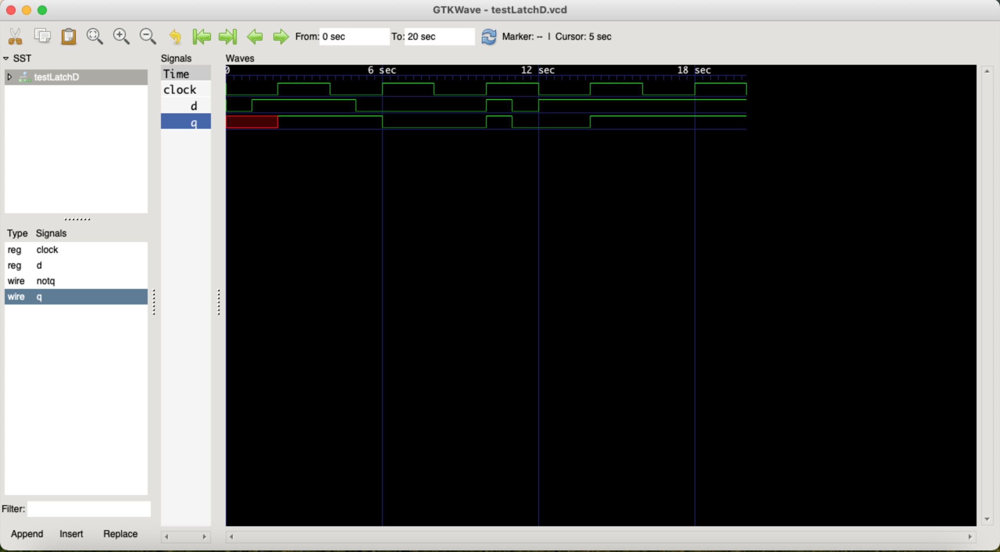 GTKWave - testLatchD.vcd
From: 0 sec To: 20 sec Marker: -- | Cursor: 5 sec
SST
testLatchD
Type Signals
reg clock
reg d
wire notq
wire q
Filter:
Append Insert Replace
Signals
Time
clock
d
q
Waves
0 6 sec 12 sec 18 sec